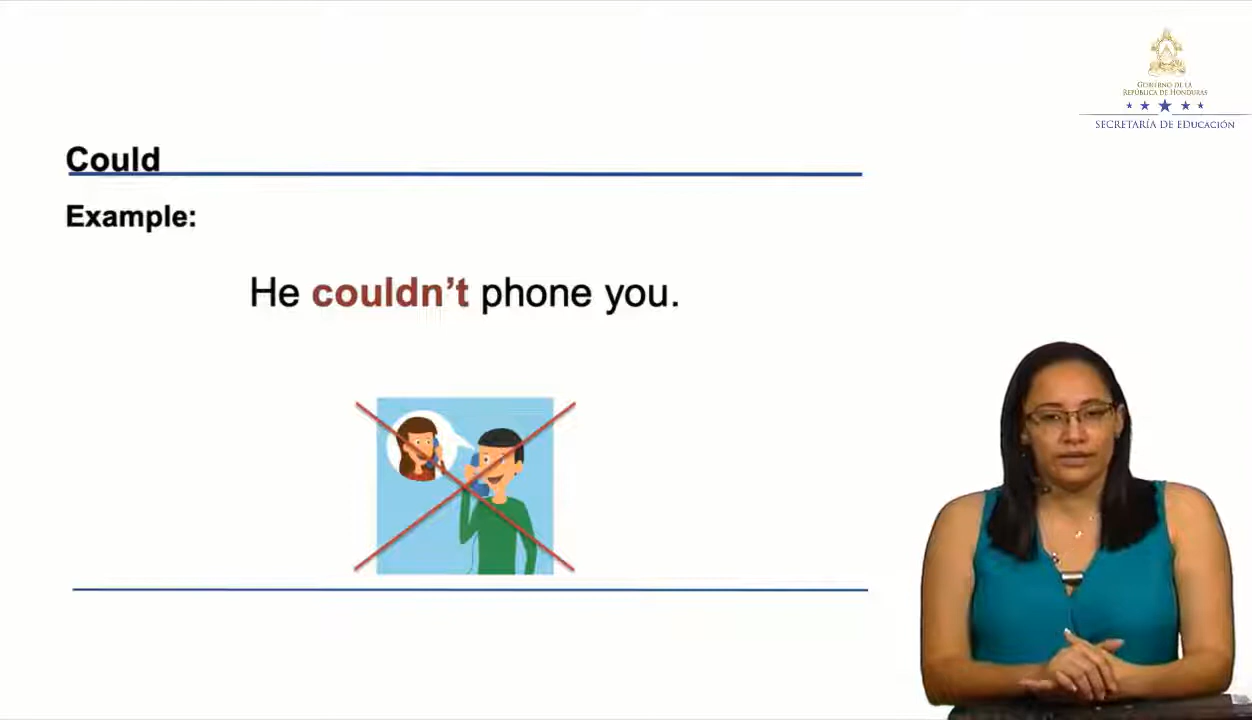 GOBIERNO DE LA
REPÚBLICA DE HONDURAS
SECRETARÍA DE EDUCACIÓN
Could
Example:
He couldn't phone you.